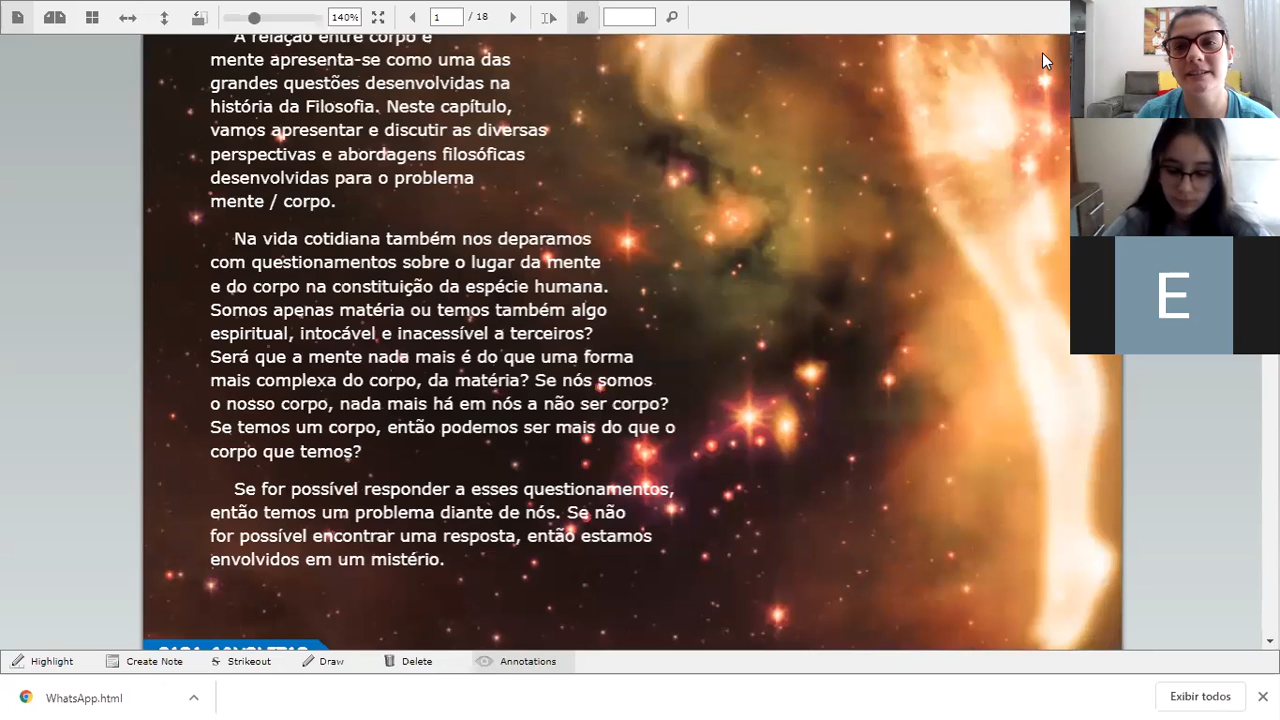 140%
1 / 18
A relação entre corpo e
mente apresenta-se como uma das
grandes questões desenvolvidas na
história da Filosofia. Neste capítulo,
vamos apresentar e discutir as diversas
perspectivas e abordagens filosóficas
desenvolvidas para o problema
mente / corpo.
Na vida cotidiana também nos deparamos
com questionamentos sobre o lugar da mente
e do corpo na constituição da espécie humana.
Somos apenas matéria ou temos também algo
espiritual, intocável e inacessível a terceiros?
Será que a mente nada mais é do que uma forma
mais complexa do corpo, da matéria? Se nós somos
o nosso corpo, nada mais há em nós a não ser corpo?
Se temos um corpo, então podemos ser mais do que o
corpo que temos?
Se for possível responder a esses questionamentos,
então temos um problema diante de nós. Se não
for possível encontrar uma resposta, então estamos
envolvidos em um mistério.
E
Highlight Create Note Strikeout Draw Delete Annotations
WhatsApp.html Exibir todos